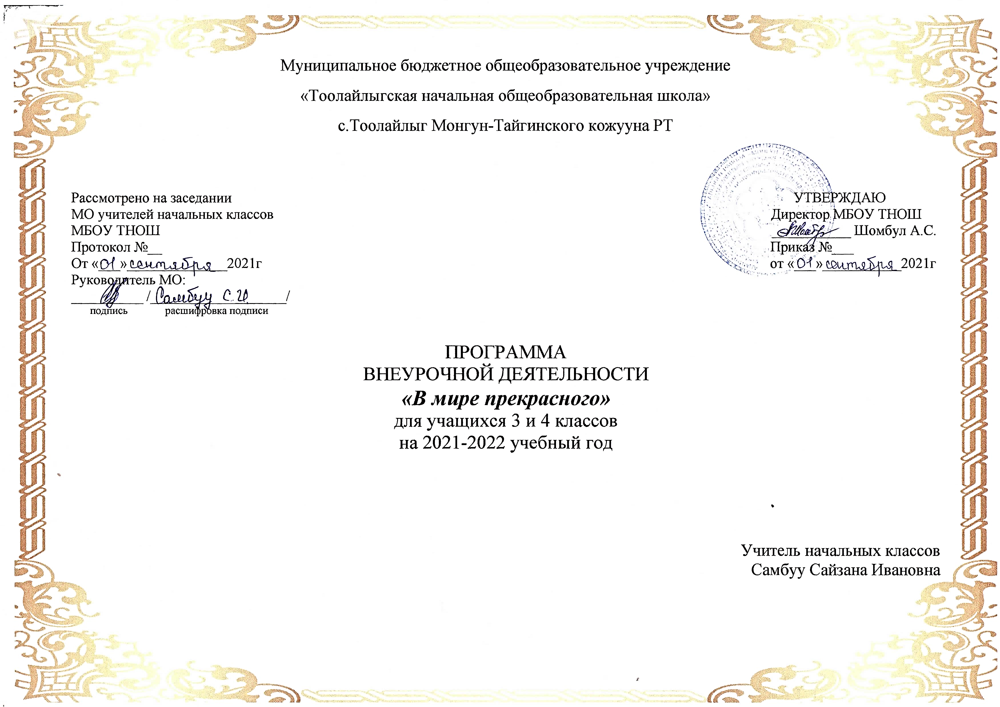 Муниципальное бюджетное общеобразовательное учреждение
«Тоолайлыгская начальная общеобразовательная школа»
с.Тоолайлыг Монгун-Тайгинского кожууна РТ
Рассмотрено на заседании
МО учителей начальных классов
МБОУ ТНОШ
Протокол №__
От «01» сентября 2021г
Руководитель МО:
/ Самбуу С.И. /
подпись расшифровка подписи
УТВЕРЖДАЮ
Директор МБОУ ТНОШ
Шомбул А.С.
Приказ №___
от «01» сентября 2021г
ПРОГРАММА
ВНЕУРОЧНОЙ ДЕЯТЕЛЬНОСТИ
«В мире прекрасного»
для учащихся 3 и 4 классов
на 2021-2022 учебный год
Учитель начальных классов
Самбуу Сайзана Ивановна